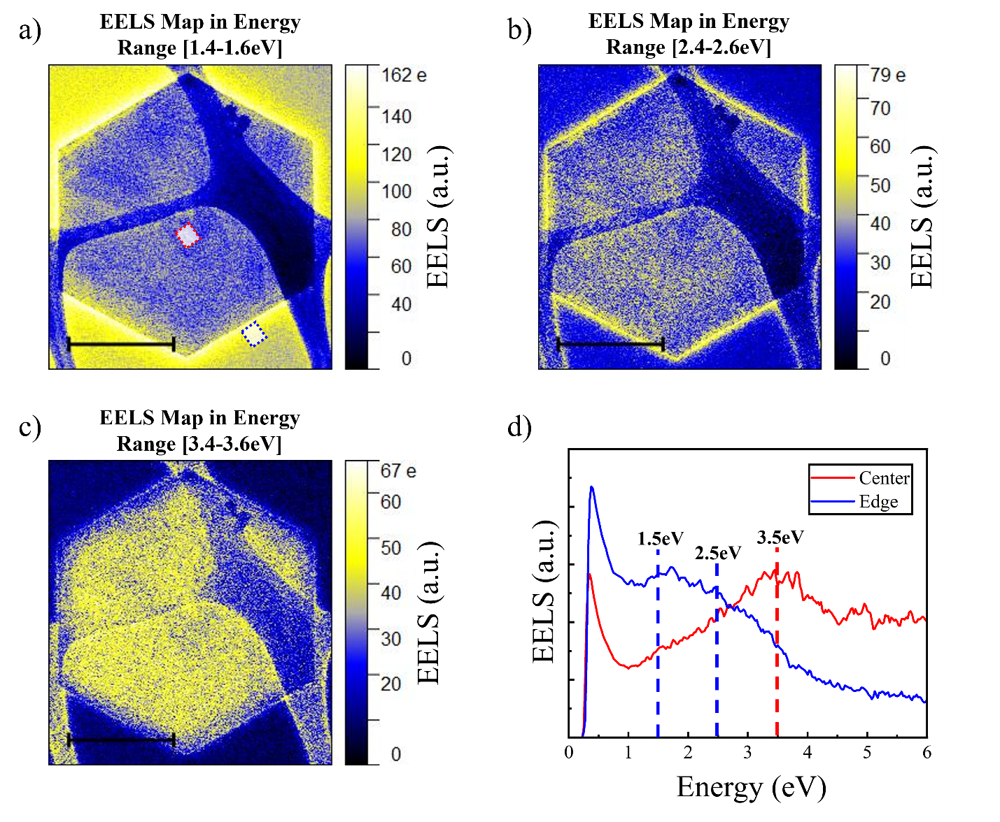 a)
EELS Map in Energy
Range [1.4-1.6eV]
162 e
140
120
100
80
60
40
0
EELS (a.u.)
b)
EELS Map in Energy
Range [2.4-2.6eV]
79 e
70
60
50
40
30
20
0
EELS (a.u.)
c)
EELS Map in Energy
Range [3.4-3.6eV]
67 e
60
50
40
30
20
0
EELS (a.u.)
d)
Center
Edge
1.5eV
2.5eV
3.5eV
EELS (a.u.)
0 1 2 3 4 5 6
Energy (eV)